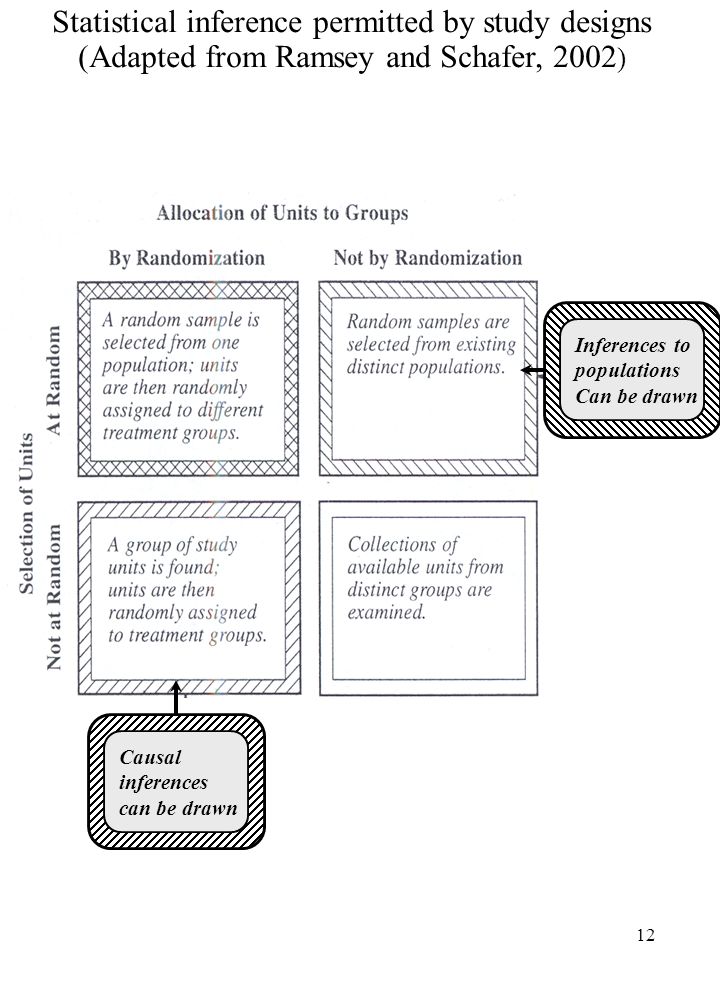 Statistical inference permitted by study designs
(Adapted from Ramsey and Schafer, 2002)
Allocation of Units to Groups
By Randomization
Not by Randomization
Selection of Units
At Random
A random sample is
selected from one
population; units
are then randomly
assigned to different
treatment groups.
Random samples are
selected from existing
distinct populations.
Inferences to
populations
Can be drawn
Not at Random
A group of study
units is found;
units are then
randomly assigned
to treatment groups.
Collections of
available units from
distinct groups are
examined.
Causal
inferences
can be drawn
12